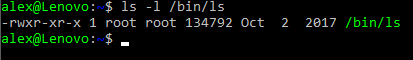 alex@Lenovo:~$ ls -l /bin/ls
-rwxr-xr-x 1 root root 134792 Oct  2  2017 /bin/ls
alex@Lenovo:~$